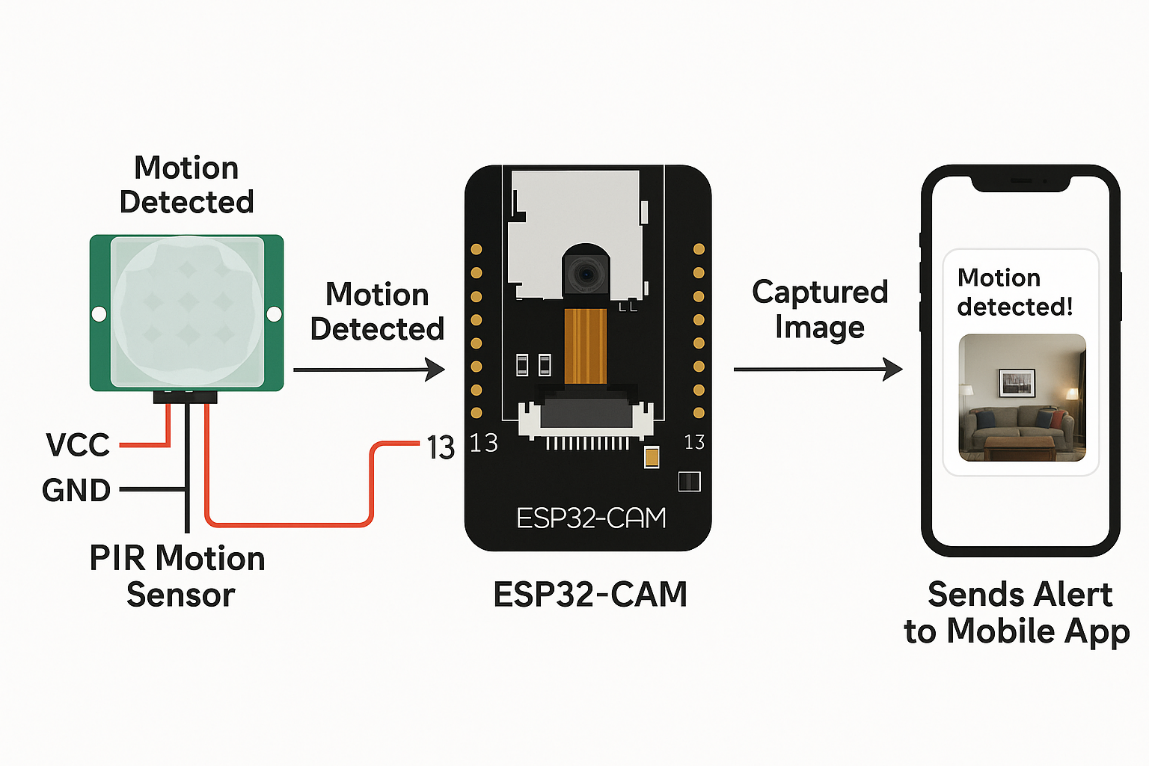 Motion
Detected
Motion
Detected
VCC
GND
PIR Motion
Sensor
13
13
13
ESP32-CAM
ESP32-CAM
Captured
Image
Motion
detected!
Sends Alert
to Mobile App